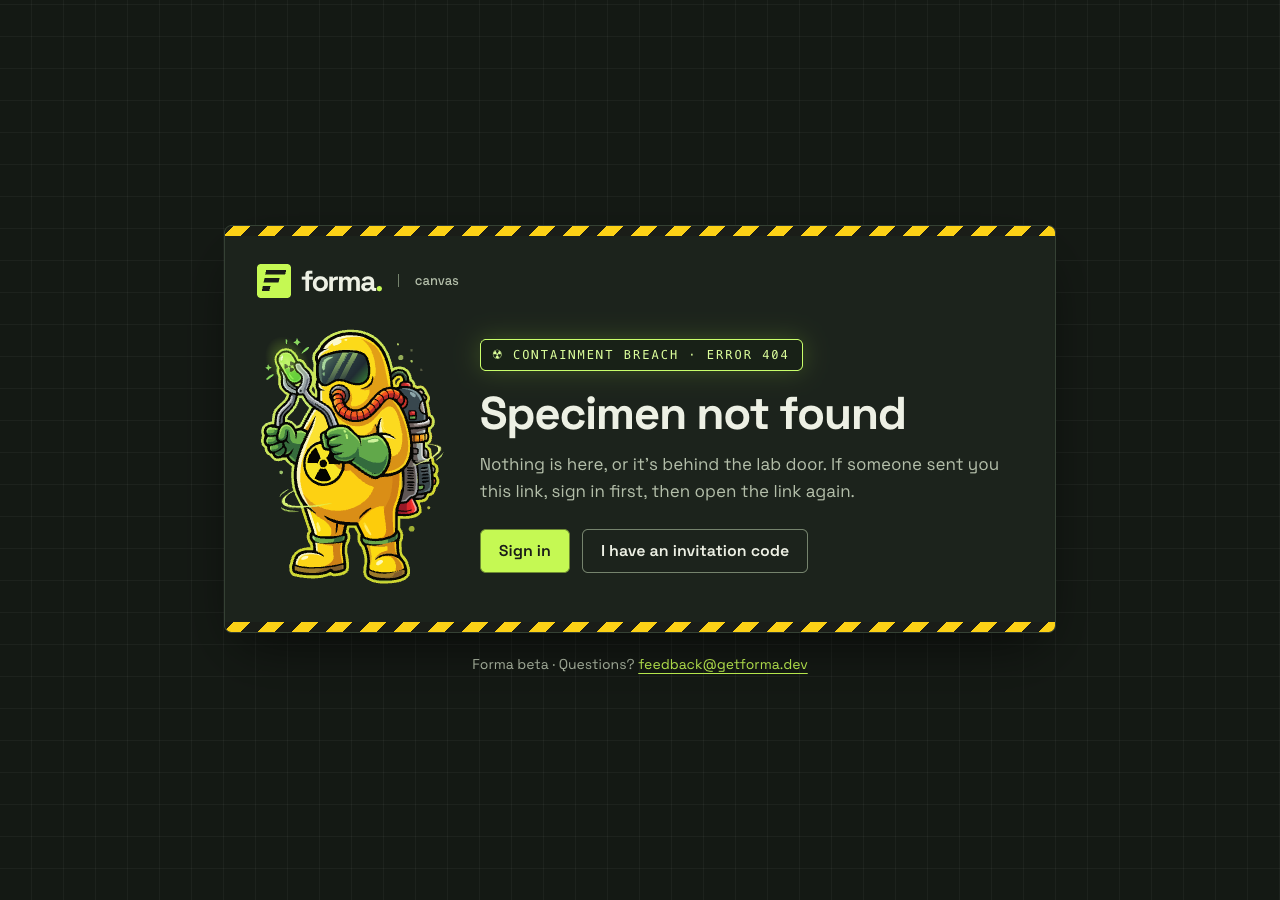 forma.
canvas
☢ CONTAINMENT BREACH · ERROR 404
Specimen not found
Nothing is here, or it's behind the lab door. If someone sent you
this link, sign in first, then open the link again.
Sign in
I have an invitation code
Forma beta · Questions? feedback@getforma.dev